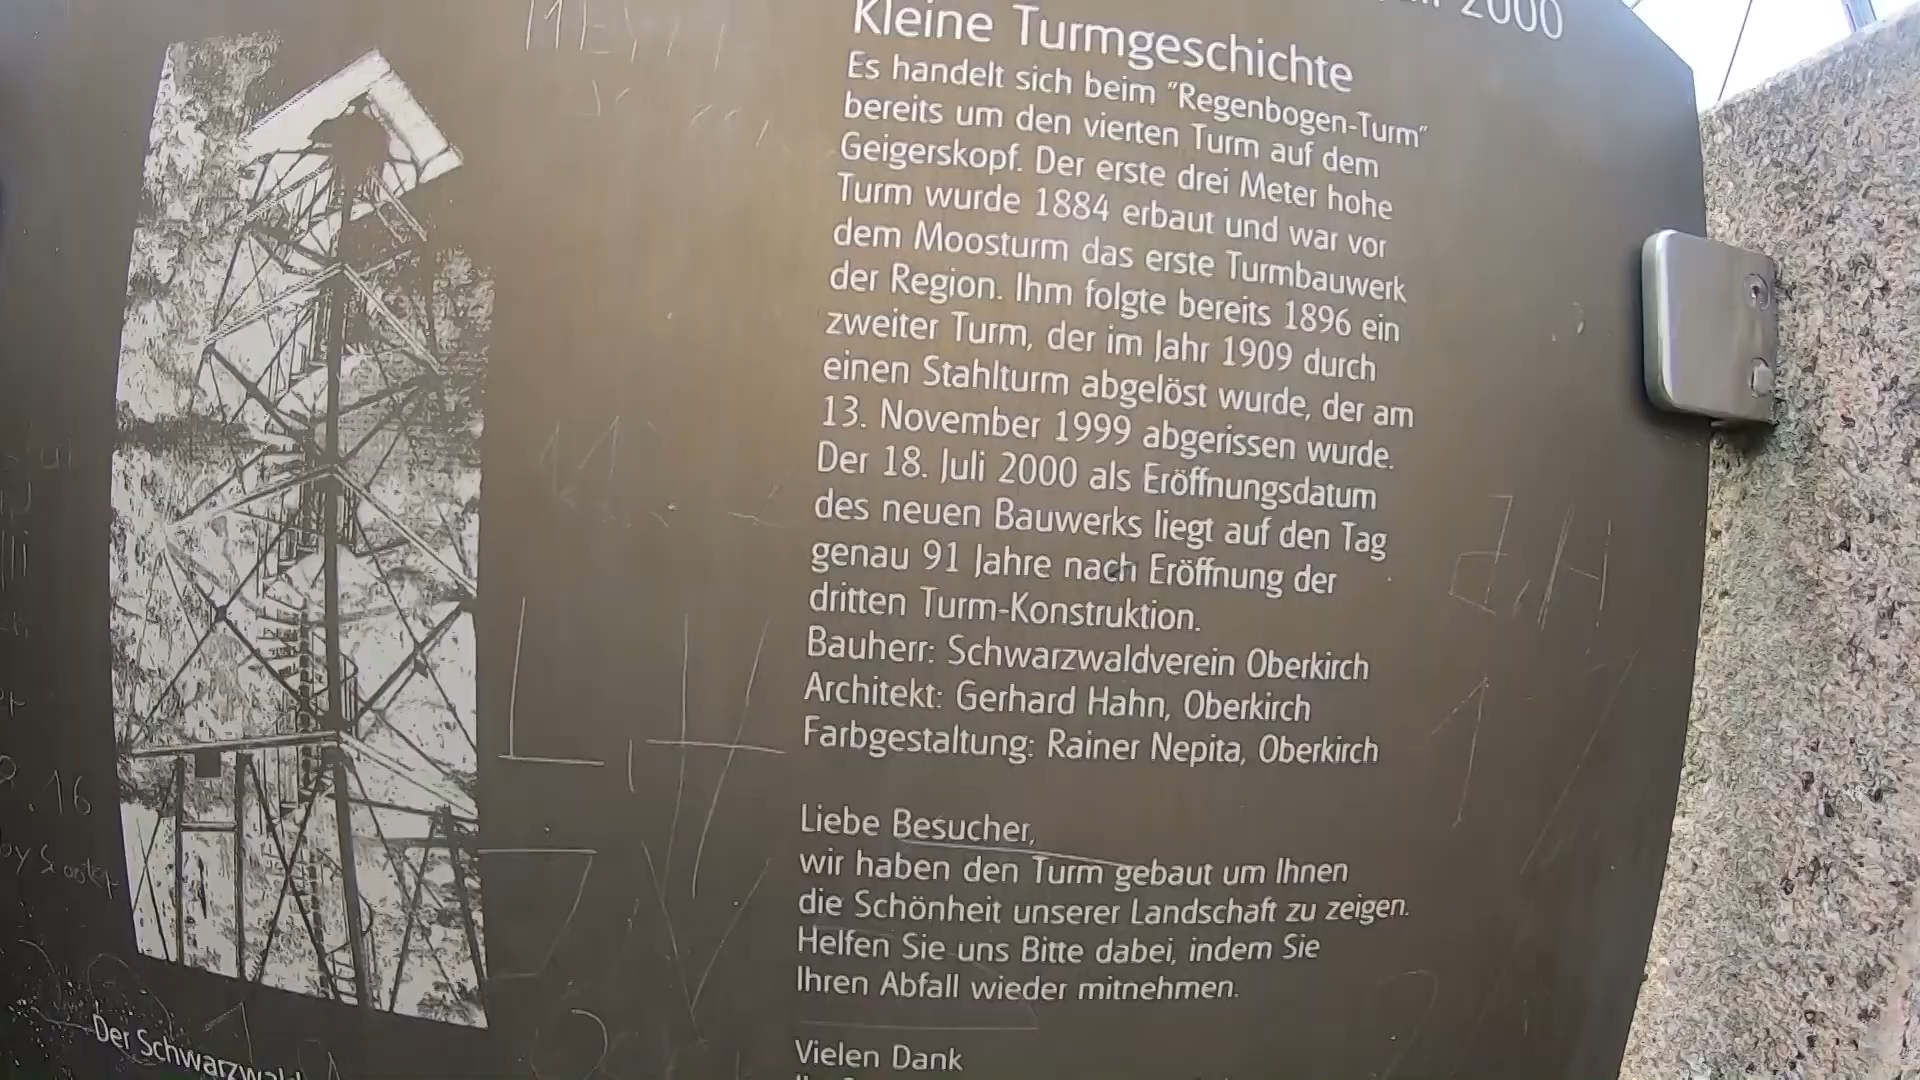 2000
Kleine Turmgeschichte
Es handelt sich beim "Regenbogen-Turm"
bereits um den vierten Turm auf dem
Geigerskopf. Der erste drei Meter hohe
Turm wurde 1884 erbaut und war vor
dem Moosturm das erste Turmbauwerk
der Region. Ihm folgte bereits 1896 ein
zweiter Turm, der im Jahr 1909 durch
einen Stahlturm abgelöst wurde, der am
13. November 1999 abgerissen wurde.
Der 18. Juli 2000 als Eröffnungsdatum
des neuen Bauwerks liegt auf den Tag
genau 91 Jahre nach Eröffnung der
dritten Turm-Konstruktion.
Bauherr: Schwarzwaldverein Oberkirch
Architekt: Gerhard Hahn, Oberkirch
Farbgestaltung: Rainer Nepita, Oberkirch
Liebe Besucher,
wir haben den Turm gebaut um Ihnen
die Schönheit unserer Landschaft zu zeigen.
Helfen Sie uns Bitte dabei, indem Sie
Ihren Abfall wieder mitnehmen.
Vielen Dank
Der Schwarzwald